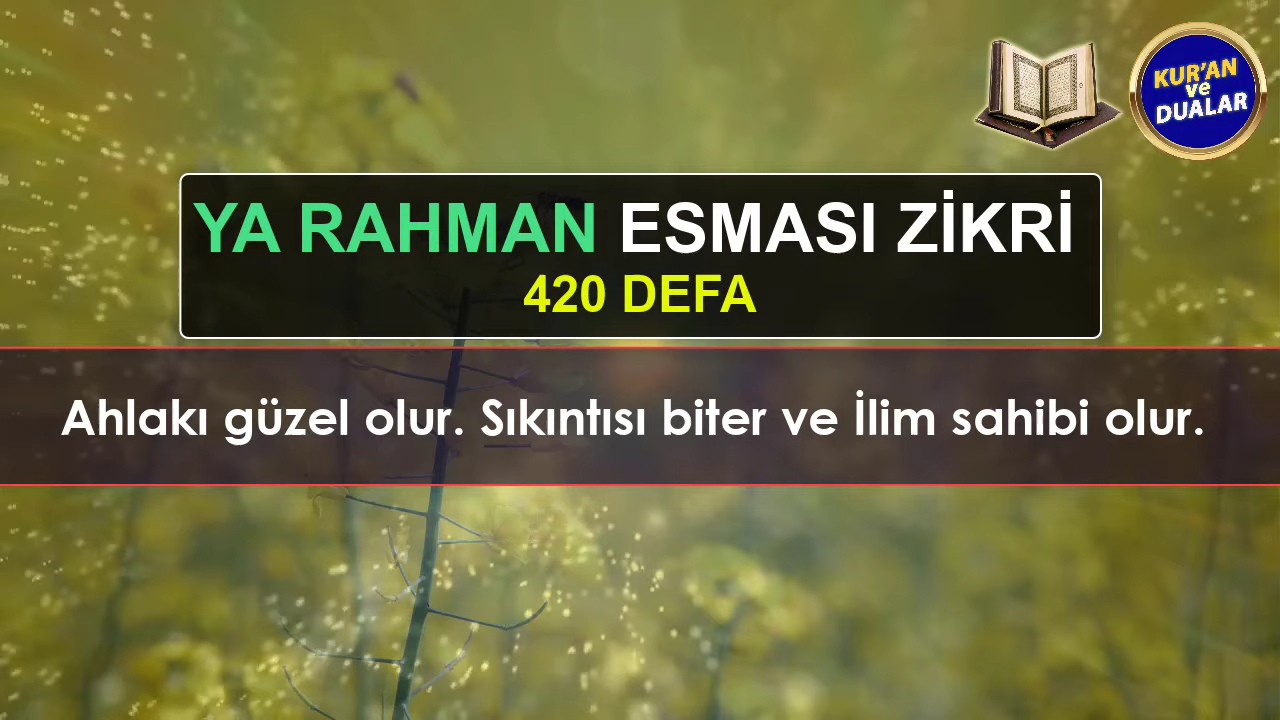 KUR'AN
ve
DUALAR
YA RAHMAN ESMASI ZİKRİ
420 DEFA
Ahlakı güzel olur. Sıkıntısı biter ve İlim sahibi olur.